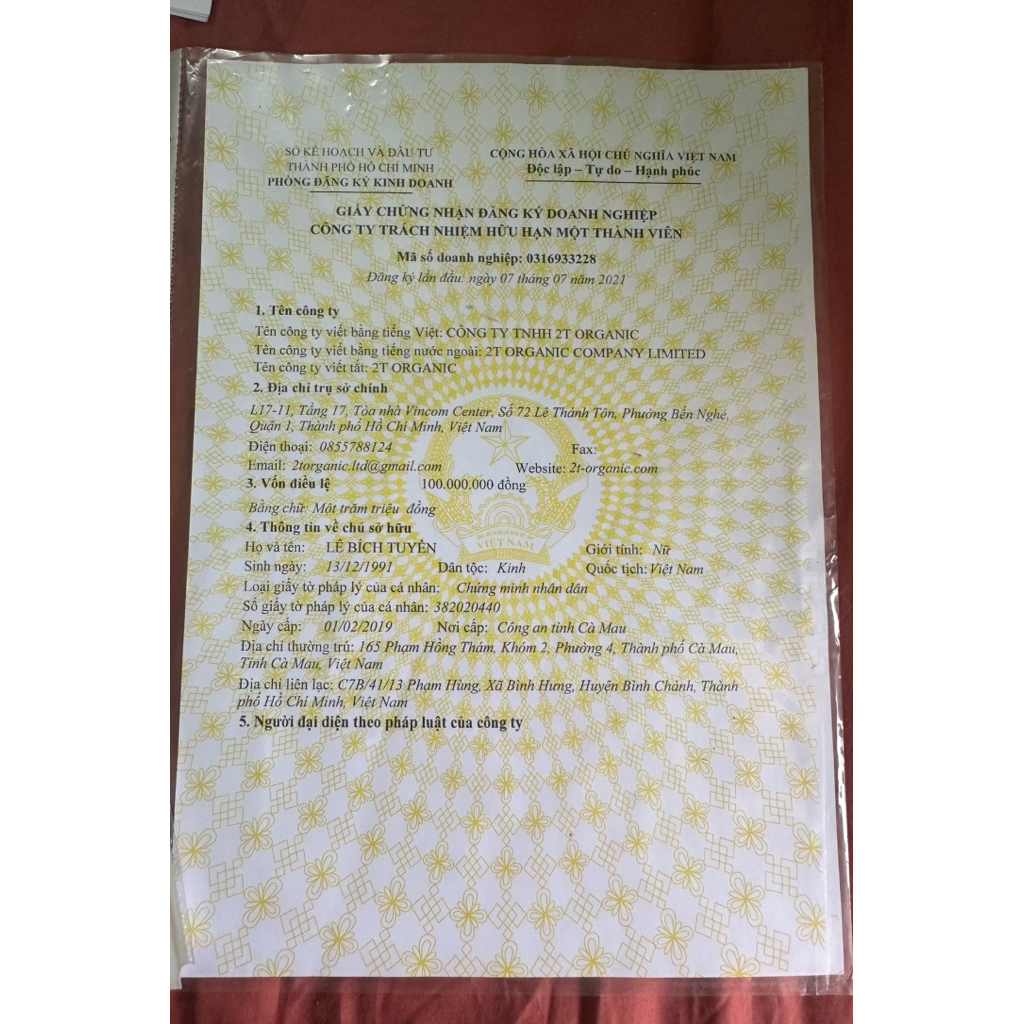 SỞ KẾ HOẠCH VÀ ĐẦU TƯ
THÀNH PHỐ HỒ CHÍ MINH
PHÒNG ĐĂNG KÝ KINH DOANH
CỘNG HÒA XÃ HỘI CHỦ NGHĨA VIỆT NAM
Độc lập – Tự do – Hạnh phúc
GIẤY CHỨNG NHẬN ĐĂNG KÝ DOANH NGHIỆP
CÔNG TY TRÁCH NHIỆM HỮU HẠN MỘT THÀNH VIÊN
Mã số doanh nghiệp: 0316933228
Đăng ký lần đầu: ngày 07 tháng 07 năm 2021
1. Tên công ty
Tên công ty viết bằng tiếng Việt: CÔNG TY TNHH 2T ORGANIC
Tên công ty viết bằng tiếng nước ngoài: 2T ORGANIC COMPANY LIMITED
Tên công ty viết tắt: 2T ORGANIC
2. Địa chỉ trụ sở chính
L17-11, Tầng 17, Tòa nhà Vincom Center, Số 72 Lê Thánh Tôn, Phường Bến Nghé,
Quận 1, Thành phố Hồ Chí Minh, Việt Nam
Điện thoại: 0855788124 Fax:
Email: 2torganic.ltd@gmail.com Website: 2t-organic.com
3. Vốn điều lệ 100.000.000 đồng
Bằng chữ: Một trăm triệu đồng
4. Thông tin về chủ sở hữu
Họ và tên: LÊ BÍCH TUYỀN Giới tính: Nữ
Sinh ngày: 13/12/1991 Dân tộc: Kinh Quốc tịch: Việt Nam
Loại giấy tờ pháp lý của cá nhân: Chứng minh nhân dân
Số giấy tờ pháp lý của cá nhân: 382020440
Ngày cấp: 01/02/2019 Nơi cấp: Công an tỉnh Cà Mau
Địa chỉ thường trú: 165 Phạm Hồng Thám, Khóm 2, Phường 4, Thành phố Cà Mau,
Tỉnh Cà Mau, Việt Nam
Địa chỉ liên lạc: C7B/41/13 Phạm Hùng, Xã Bình Hưng, Huyện Bình Chánh, Thành
phố Hồ Chí Minh, Việt Nam
5. Người đại diện theo pháp luật của công ty
VIỆT NAM